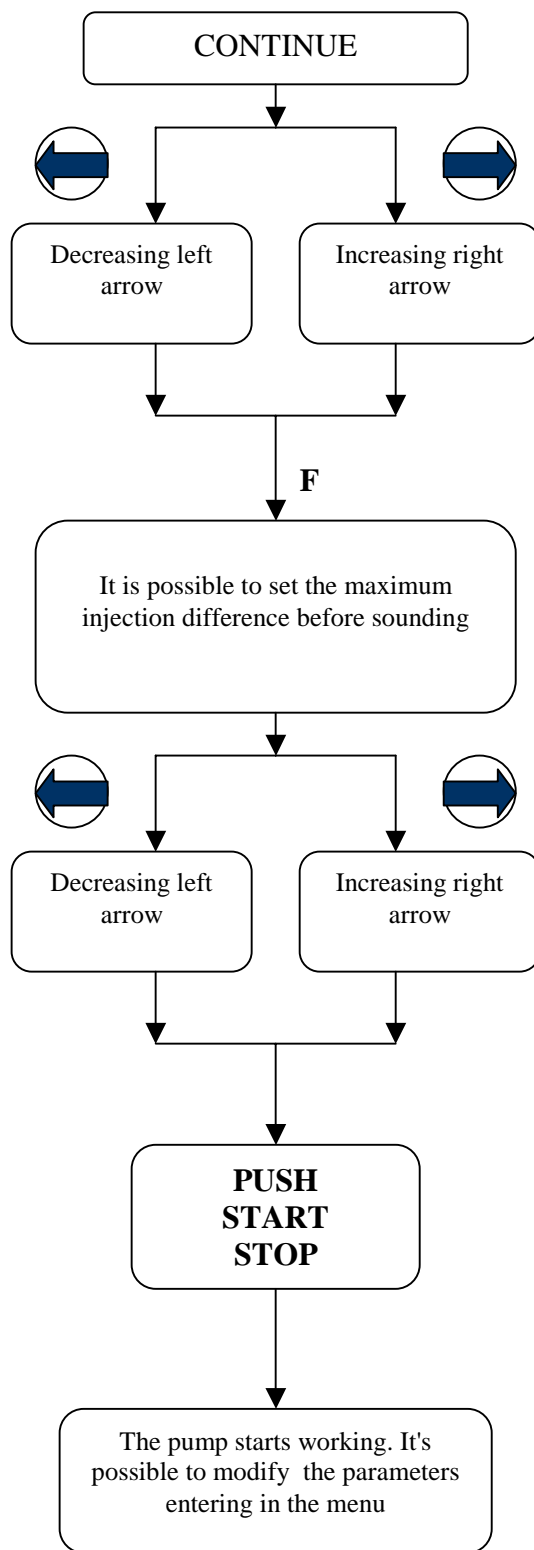 CONTINUE
Decreasing left
arrow
Increasing right
arrow
F
It is possible to set the maximum
injection difference before sounding
Decreasing left
arrow
Increasing right
arrow
PUSH
START
STOP
The pump starts working. It's
possible to modify the parameters
entering in the menu